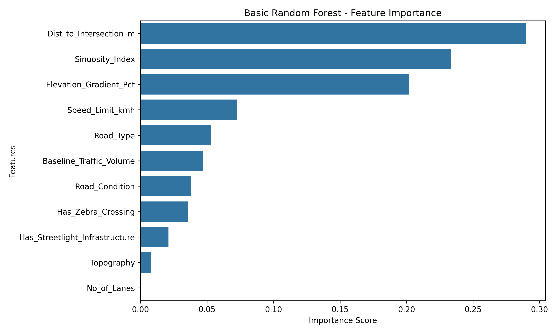 Basic Random Forest - Feature Importance
Dist_to_Intersection_m
Sinuosity_Index
Elevation_Gradient_Pct
Speed_Limit_kmh
Road_Type
Baseline_Traffic_Volume
Road_Condition
Has_Zebra_Crossing
Has_Streetlight_Infrastructure
Topography
No_of_Lanes
Features
0.00 0.05 0.10 0.15 0.20 0.25 0.30
Importance Score